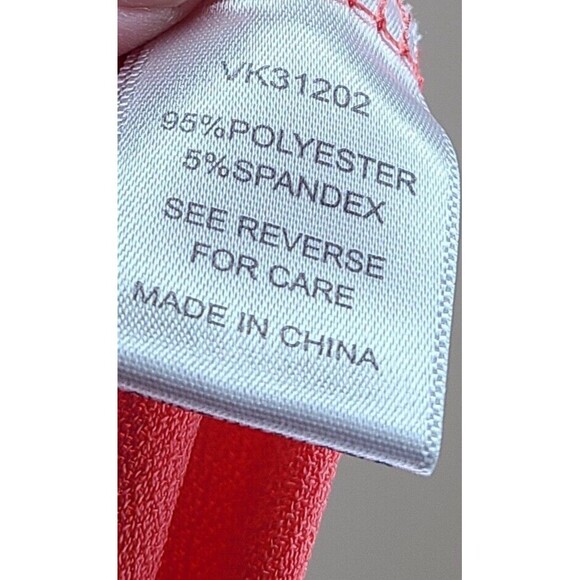 VK31202
95%POLYESTER
5%SPANDEX
SEE REVERSE
FOR CARE
MADE IN CHINA